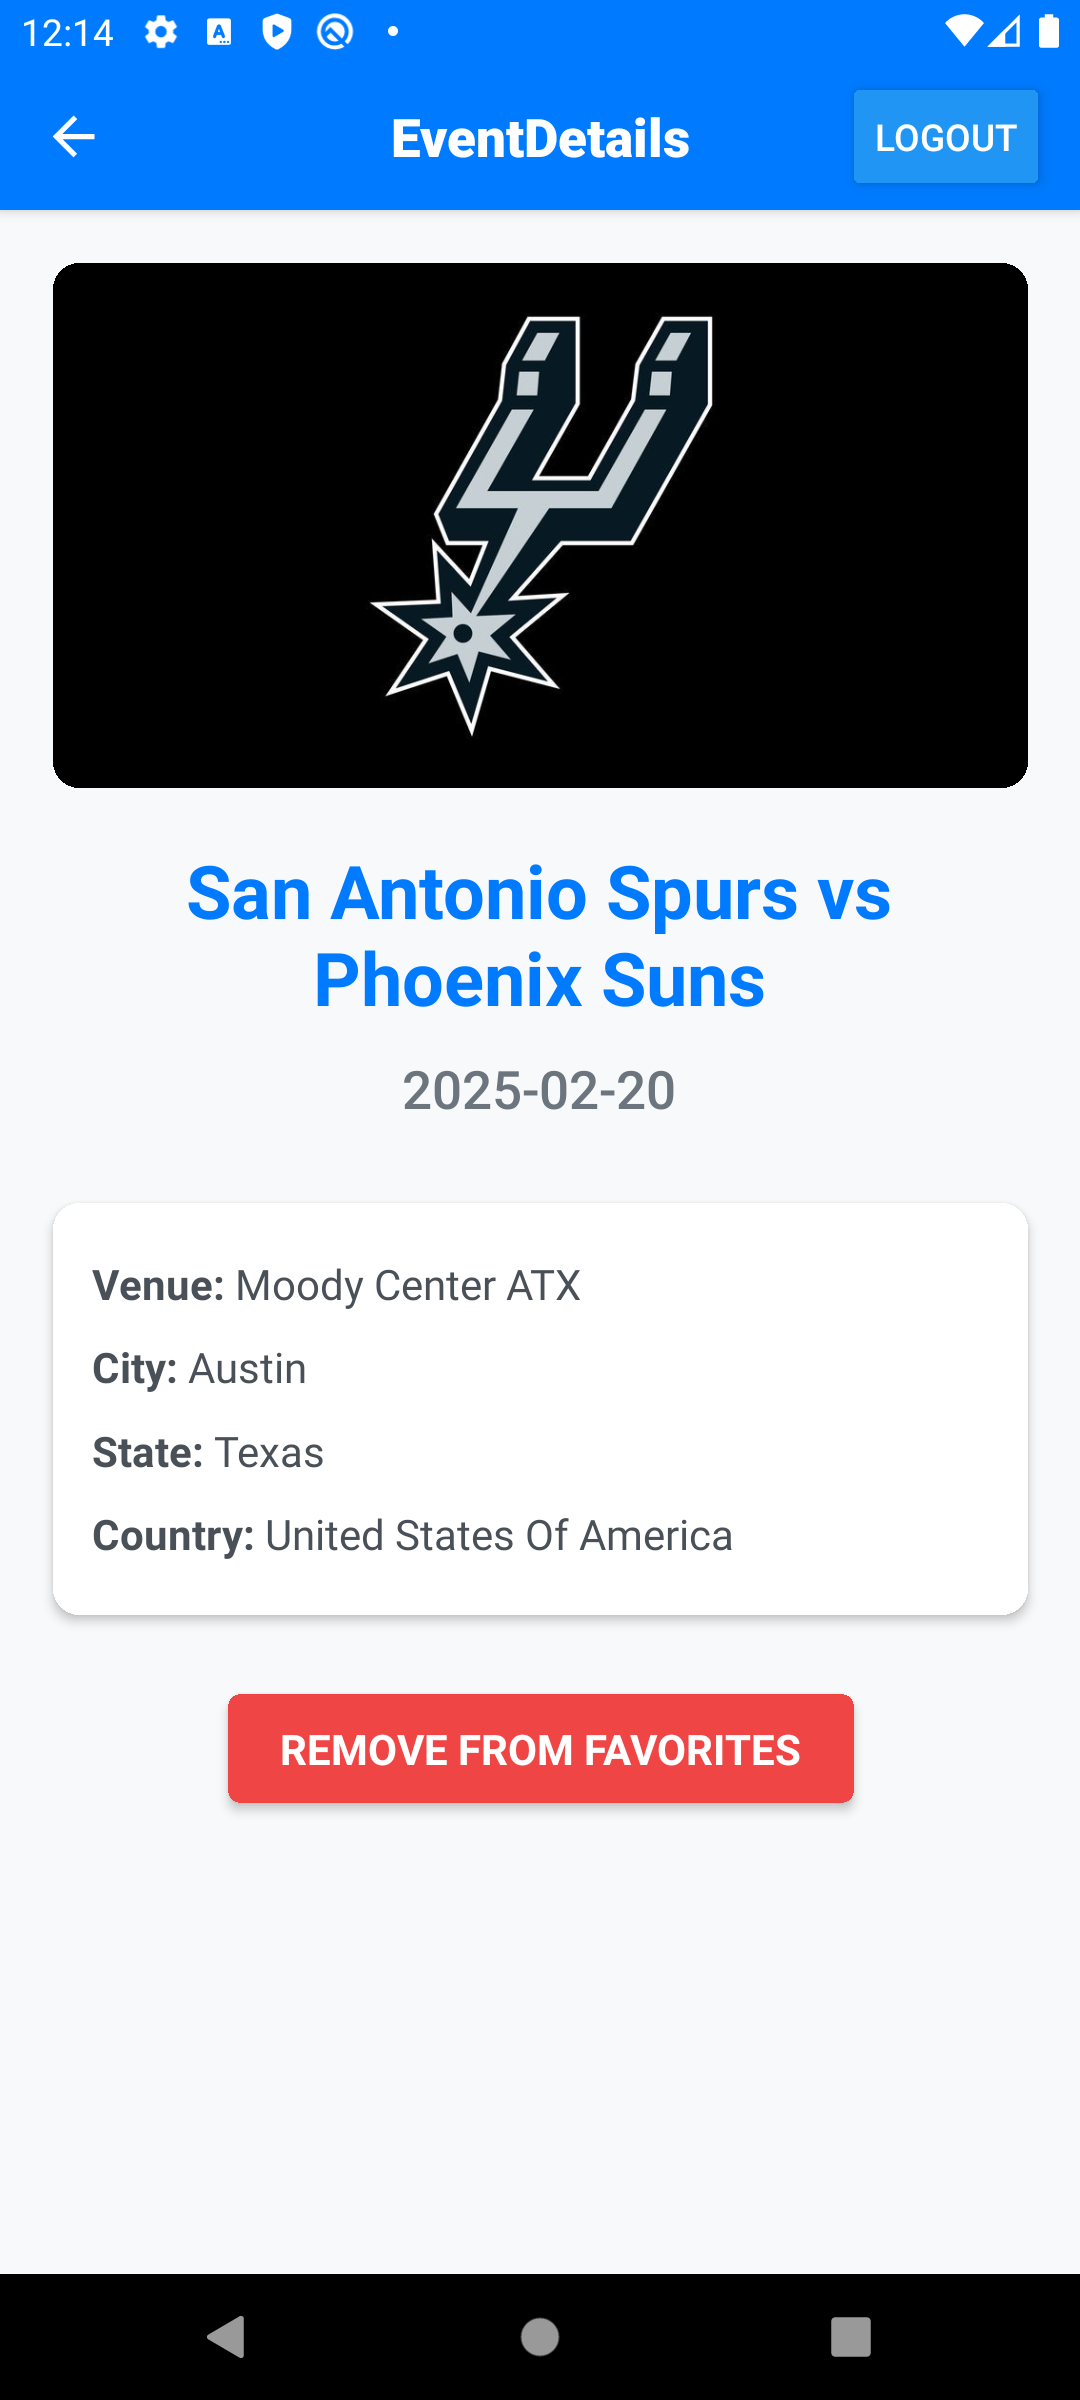 12:14
EventDetails
LOGOUT
San Antonio Spurs vs
Phoenix Suns
2025-02-20
Venue: Moody Center ATX
City: Austin
State: Texas
Country: United States Of America
REMOVE FROM FAVORITES